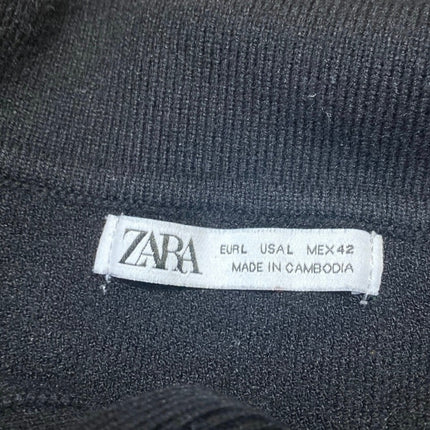 ZARA
EUR L USA L MEX 42
MADE IN CAMBODIA